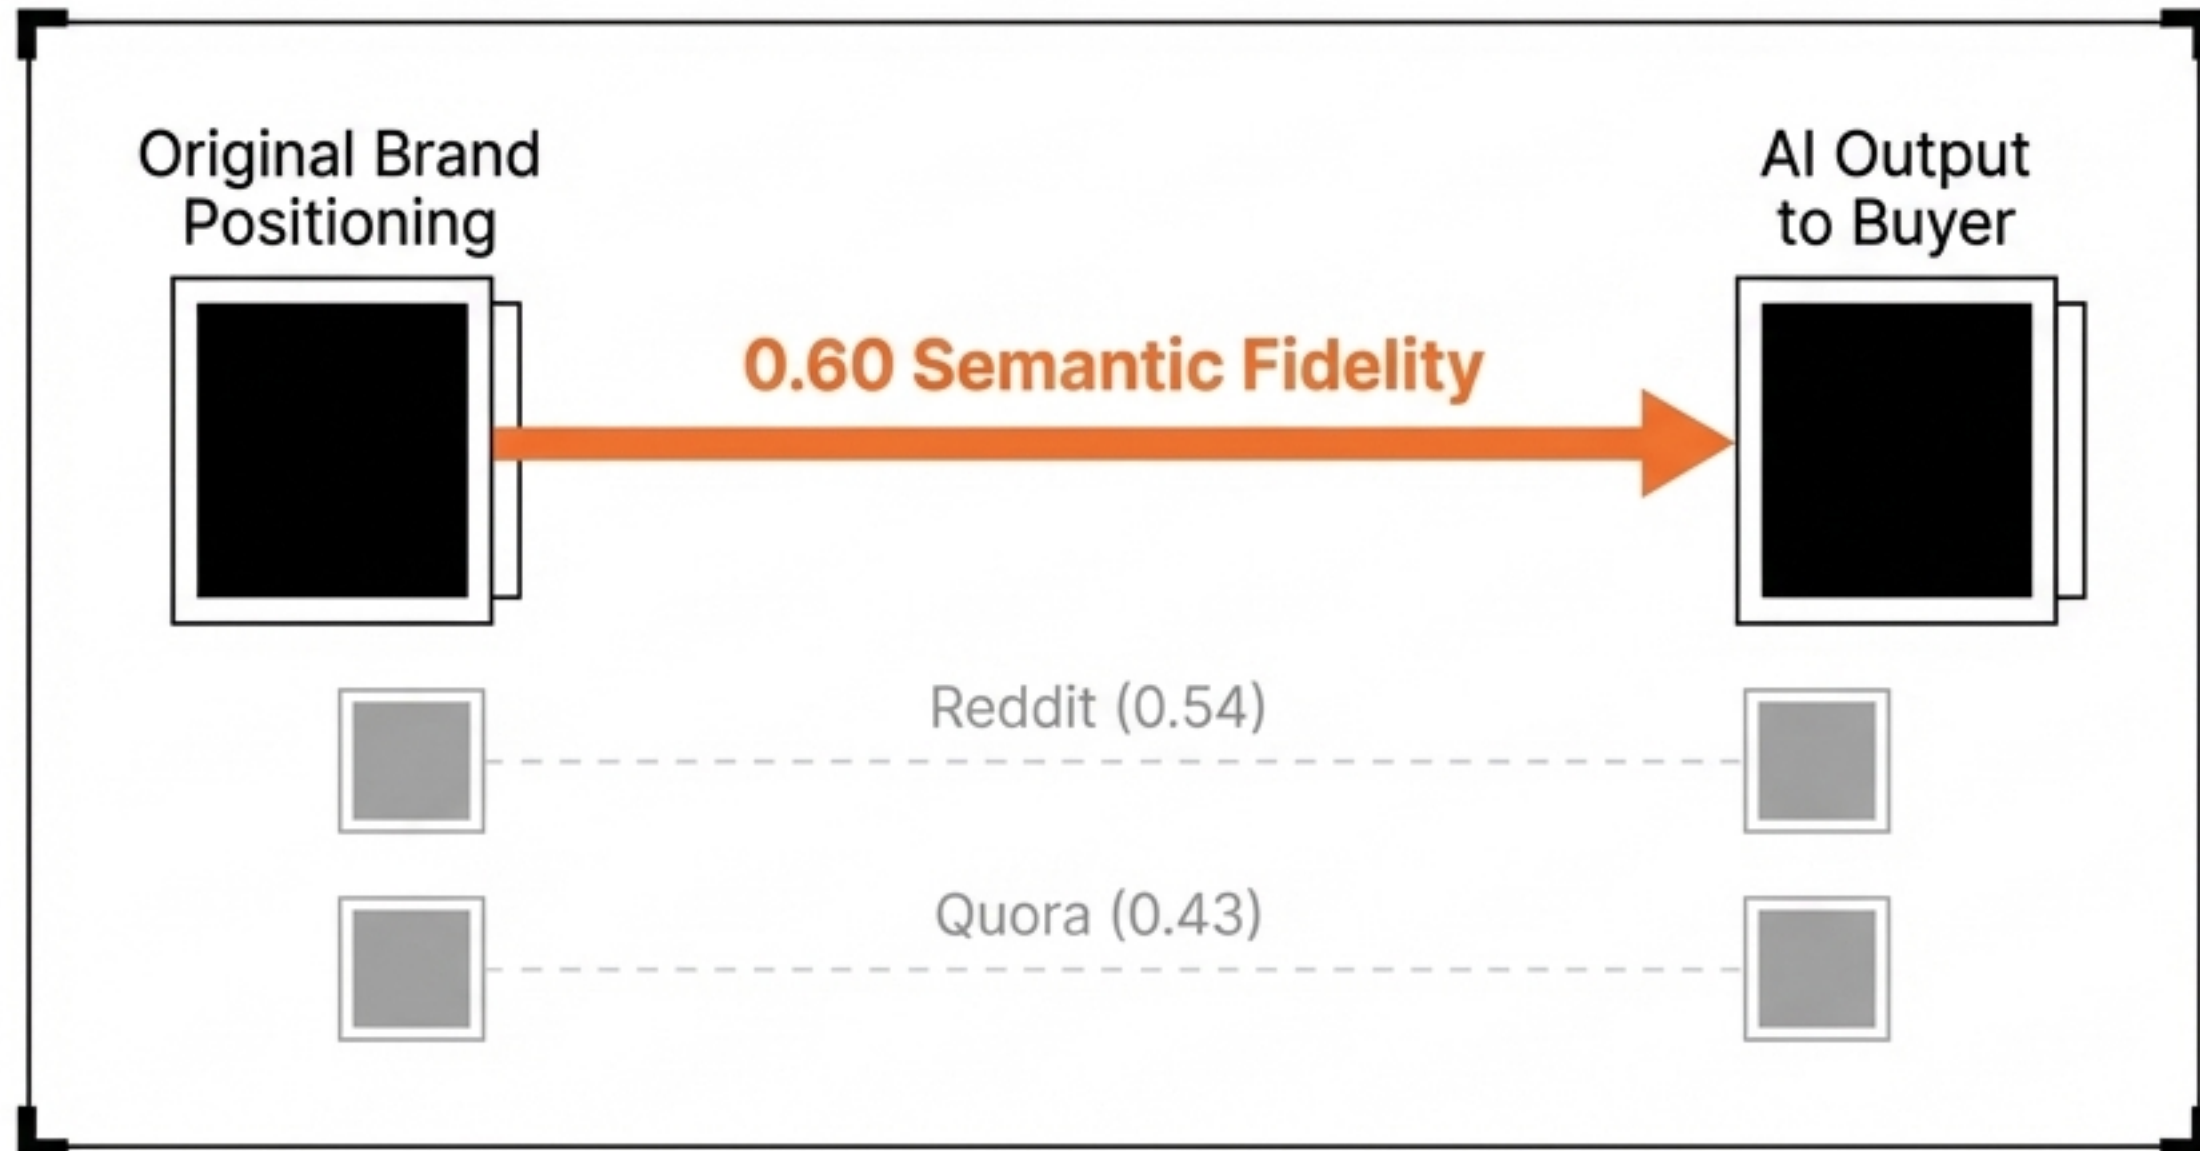 Original Brand
Positioning
AI Output
to Buyer
0.60 Semantic Fidelity
Reddit (0.54)
Quora (0.43)